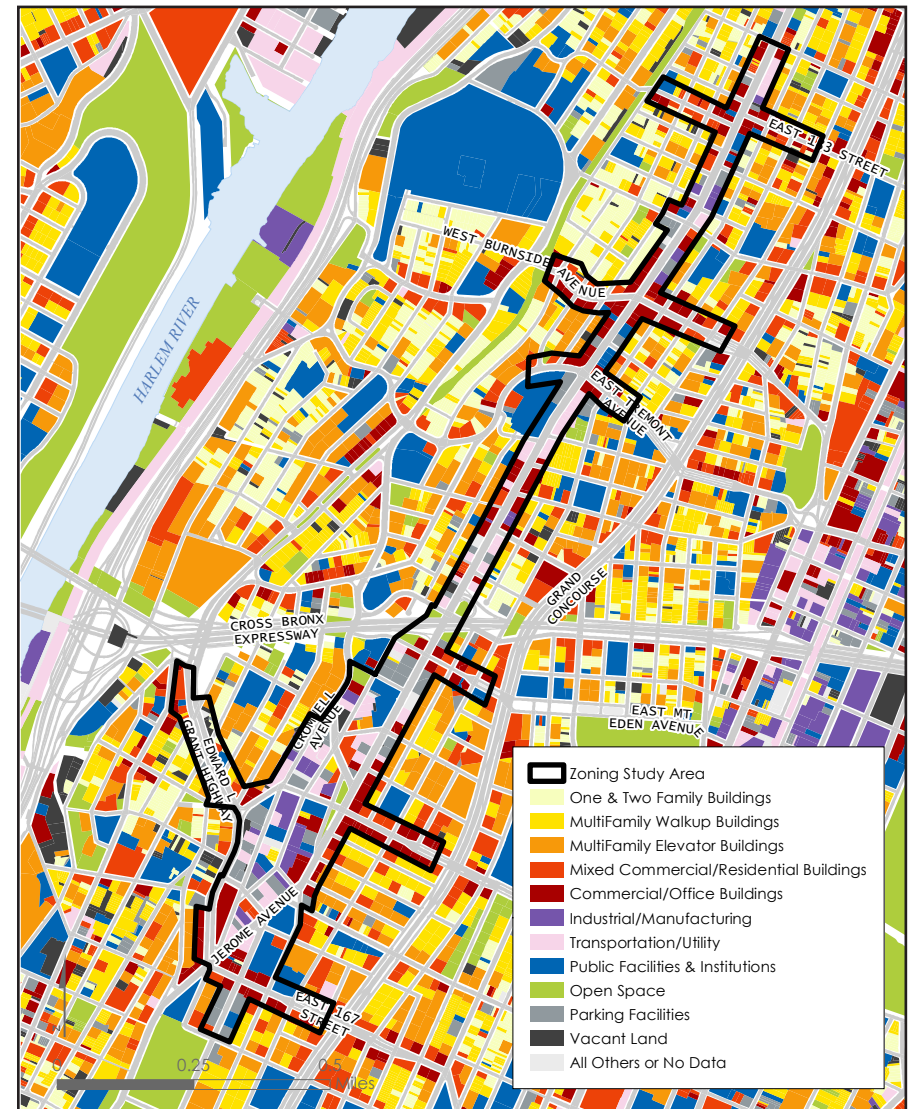 EAST 183 STREET
WEST BURNSIDE AVENUE
HARLEM RIVER
EAST TREMONT
AVENUE
GRAND
CONCOURSE
CROSS BRONX
EXPRESSWAY
CROMWELL
AVENUE
EAST MT
EDEN AVENUE
EDWARD L
GRANT HIGHWAY
JEROME AVENUE
EAST 167
STREET
Zoning Study Area
One & Two Family Buildings
MultiFamily Walkup Buildings
MultiFamily Elevator Buildings
Mixed Commercial/Residential Buildings
Commercial/Office Buildings
Industrial/Manufacturing
Transportation/Utility
Public Facilities & Institutions
Open Space
Parking Facilities
Vacant Land
All Others or No Data
0 0.25 0.5
Miles